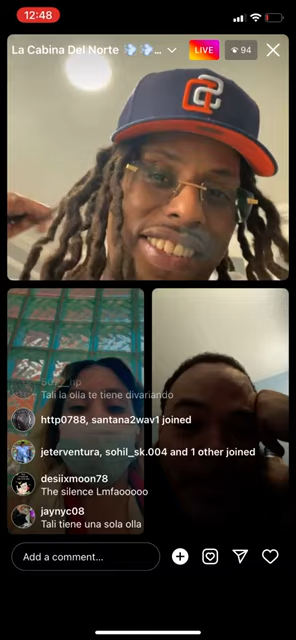 12:48
La Cabina Del Norte 💨 💨...
LIVE
94
Tali la olla te tiene divariando
http0788, santana2wav1 joined
jeterventura, sohil_sk.004 and 1 other joined
desiixmoon78
The silence Lmfaooooo
jaynyc08
Tali tiene una sola olla
Add a comment...